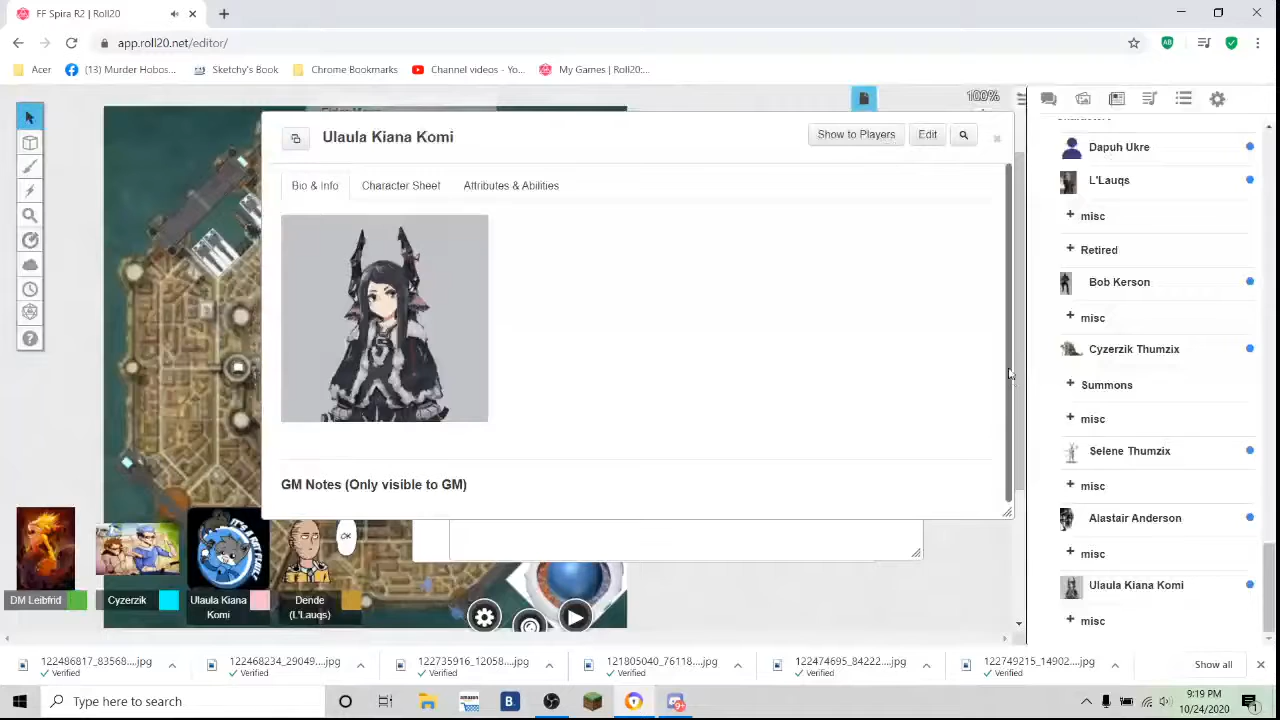 FF Spira R2 | Roll20
app.roll20.net/editor/
Acer
(13) Murder Hobos...
Sketchy's Book
Chrome Bookmarks
Channel videos - Yo...
My Games | Roll20:...
100%
Ulaula Kiana Komi
Show to Players
Edit
Bio & Info
Character Sheet
Attributes & Abilities
GM Notes (Only visible to GM)
Dapuh Ukre
L'Lauqs
misc
Retired
Bob Kerson
misc
Cyzerzik Thumzix
Summons
misc
Selene Thumzix
misc
Alastair Anderson
misc
Ulaula Kiana Komi
misc
OK
DM Leibfrid
Cyzerzik
Ulaula Kiana
Komi
Dende
(L'Lauqs)
122486817_83568....jpg
Verified
122468234_29049....jpg
Verified
122735916_12058....jpg
Verified
121805040_76118....jpg
Verified
122474695_84222....jpg
Verified
122749215_14902....jpg
Verified
Show all
Type here to search
amazon
B.
9:19 PM
10/24/2020